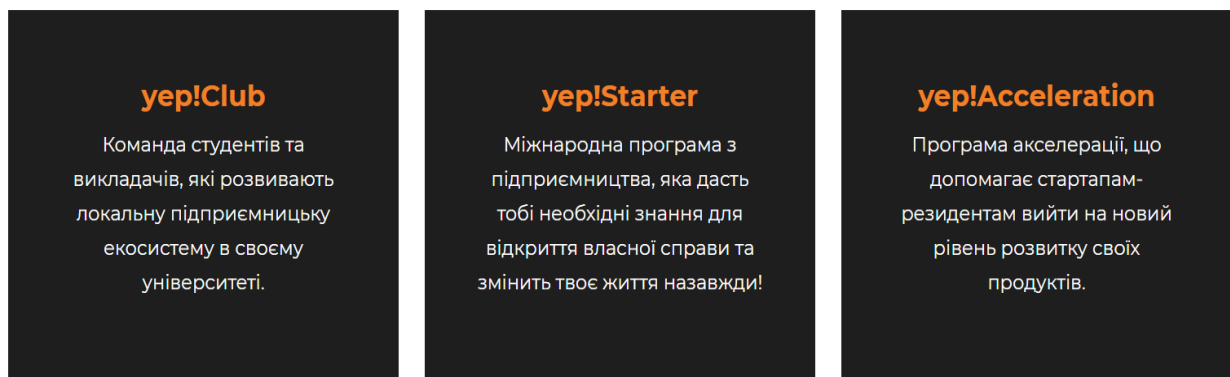 yep!Club
Команда студентів та
викладачів, які розвивають
локальну підприємницьку
екосистему в своєму
університеті.
yep!Starter
Міжнародна програма з
підприємництва, яка дасть
тобі необхідні знання для
відкриття власної справи та
змінить твоє життя назавжди!
yep!Acceleration
Програма акселерації, що
допомагає стартапам-
резидентам вийти на новий
рівень розвитку своїх
продуктів.